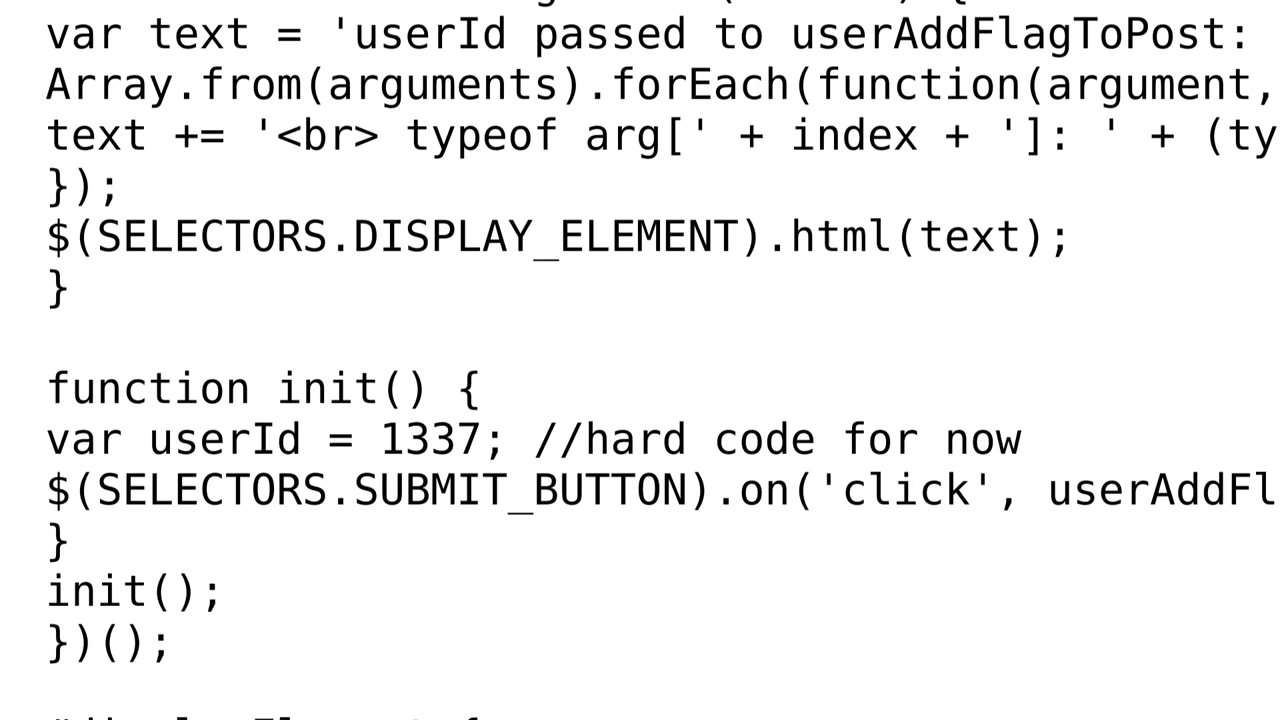 var text = 'userId passed to userAddFlagToPost:
Array.from(arguments).forEach(function(argument,
text += '<br> typeof arg[' + index + ']: ' + (ty
});
$(SELECTORS.DISPLAY_ELEMENT).html(text);
}
function init() {
var userId = 1337; //hard code for now
$(SELECTORS.SUBMIT_BUTTON).on('click', userAddFl
}
init();
})();